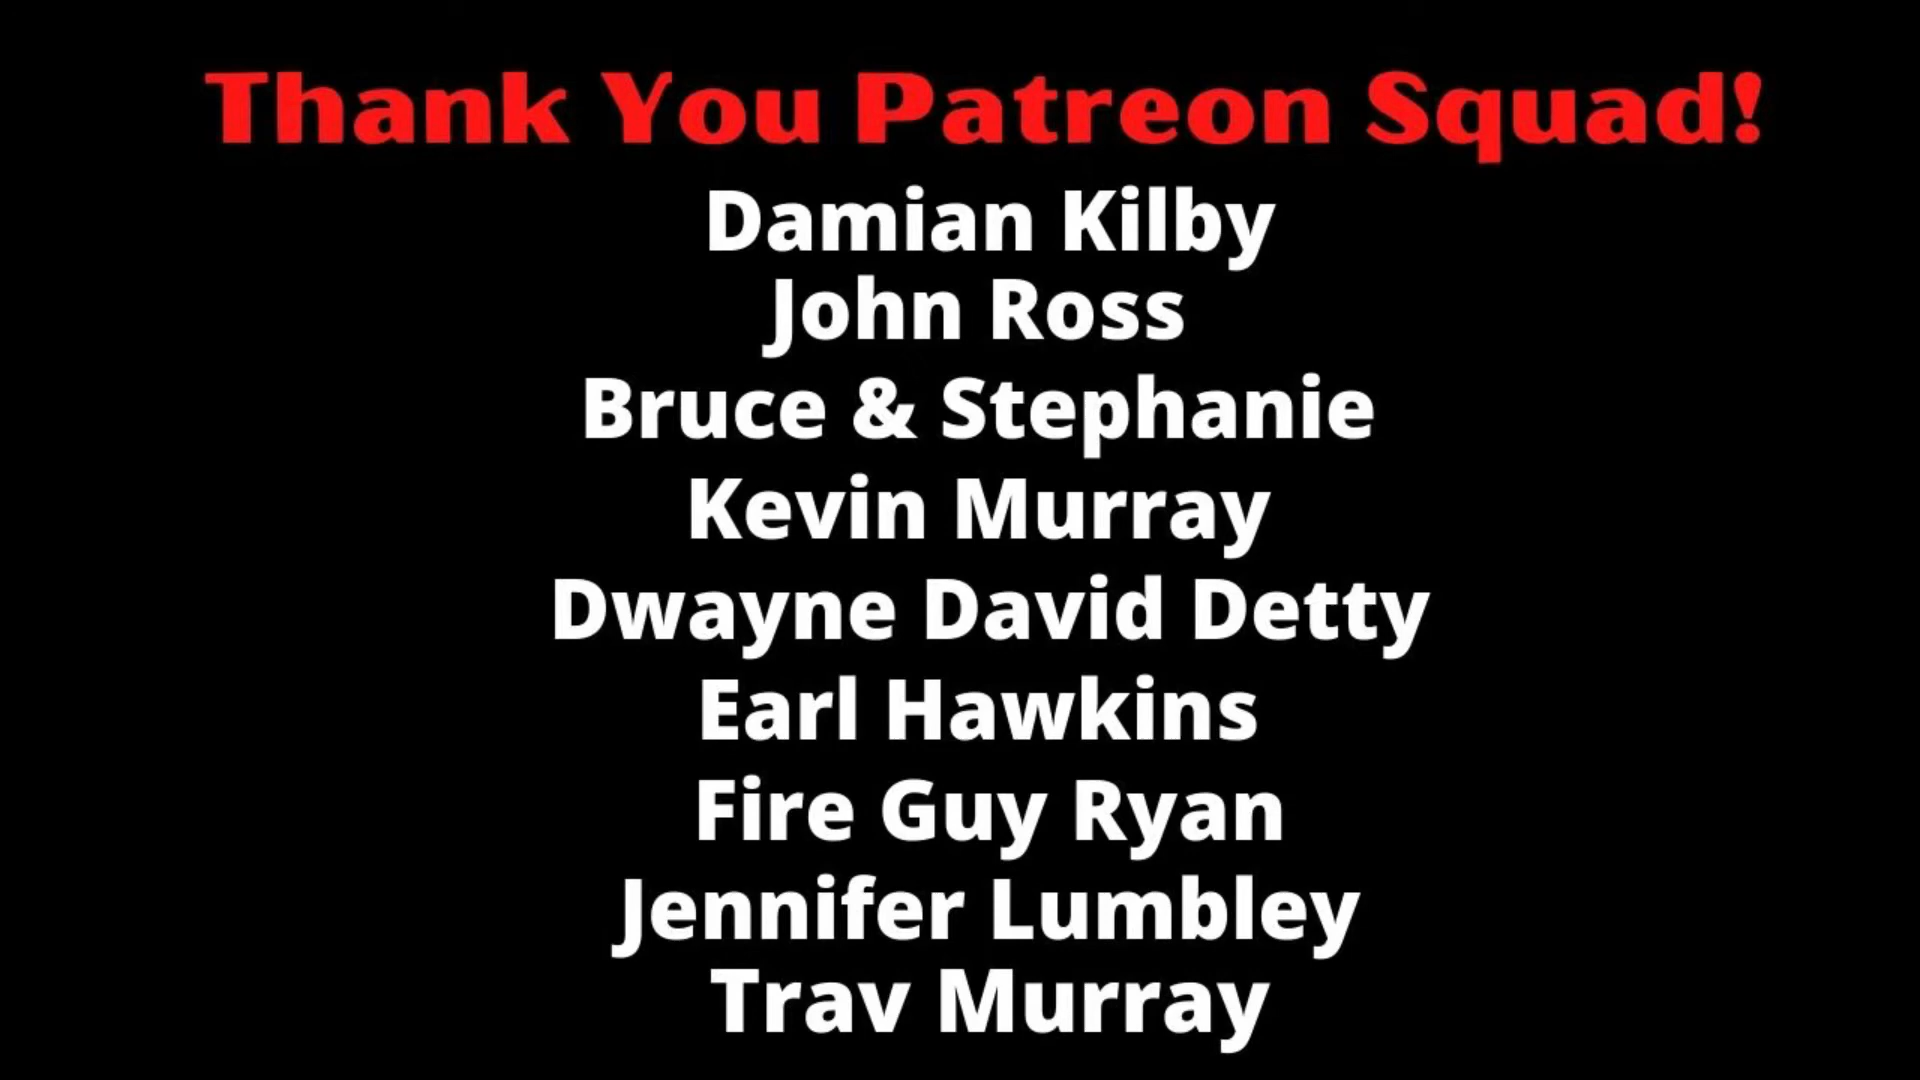 Thank You Patreon Squad!
Damian Kilby
John Ross
Bruce & Stephanie
Kevin Murray
Dwayne David Detty
Earl Hawkins
Fire Guy Ryan
Jennifer Lumbley
Trav Murray